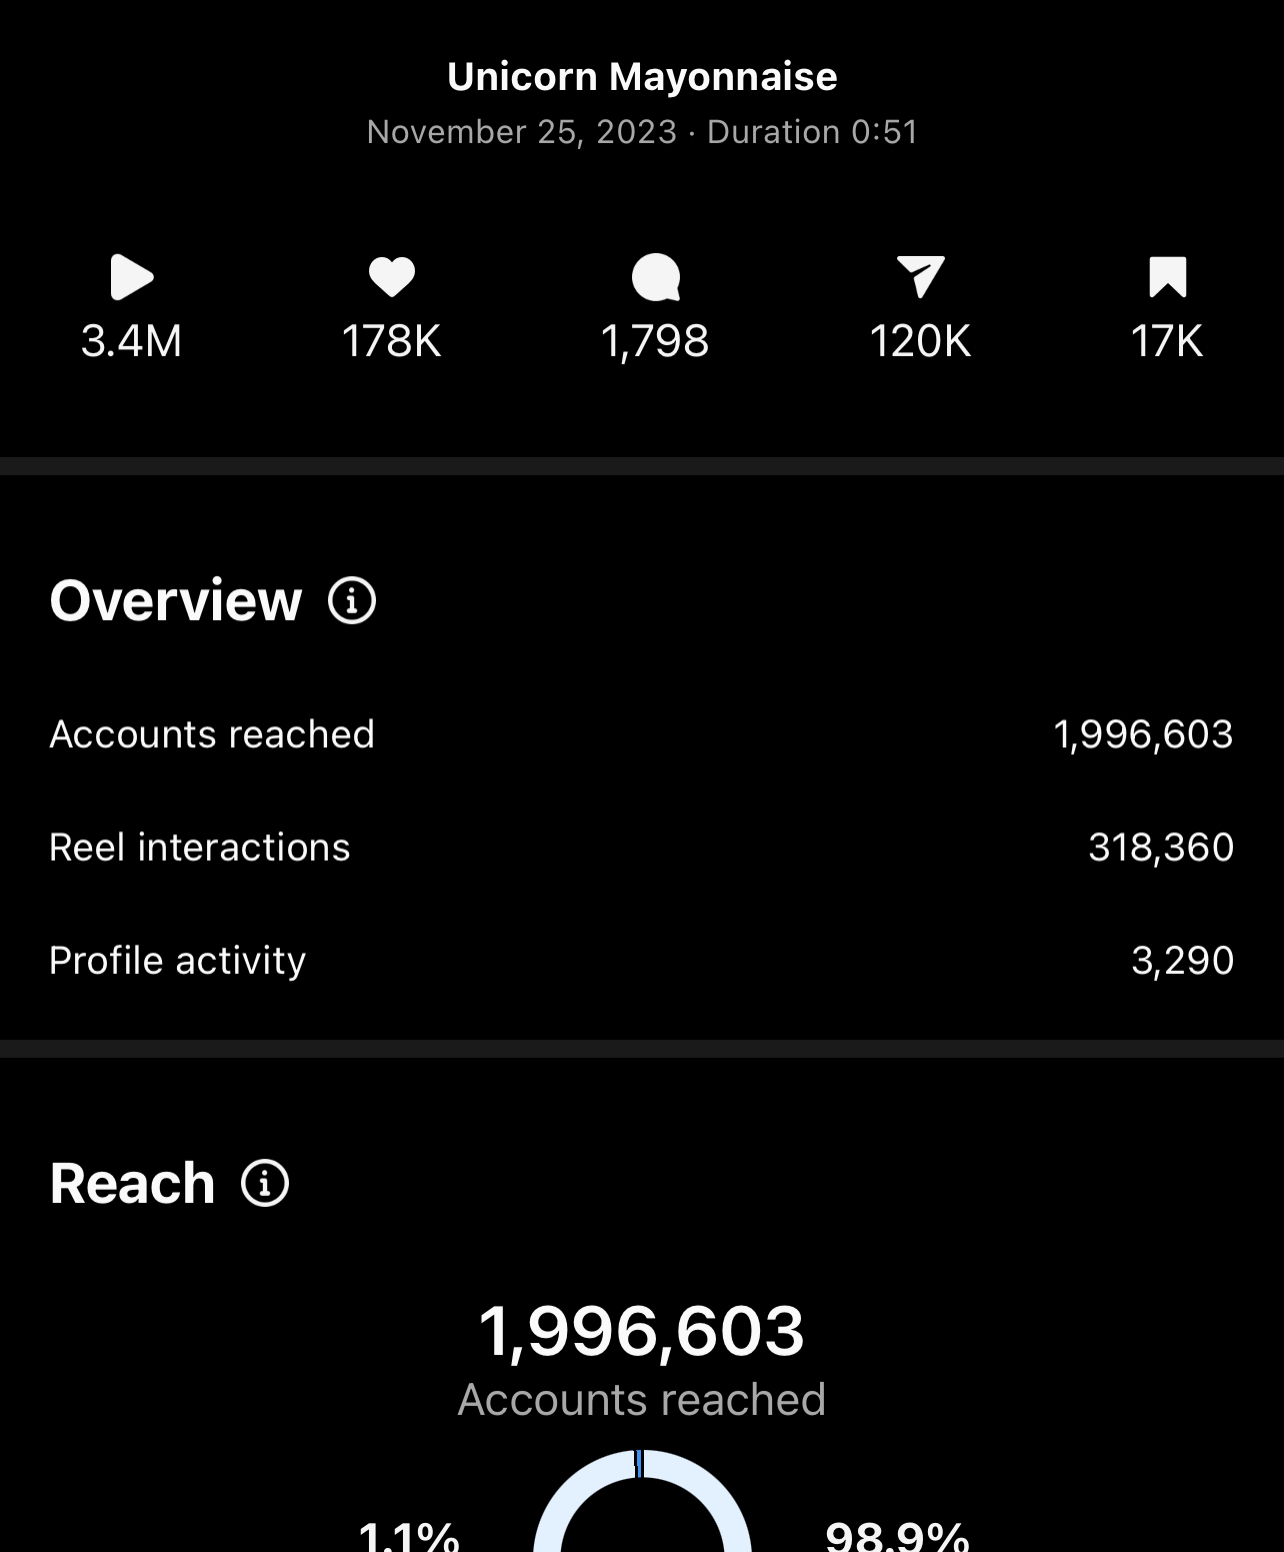 Unicorn Mayonnaise
November 25, 2023 · Duration 0:51
3.4M 178K 1,798 120K 17K
Overview
Accounts reached 1,996,603
Reel interactions 318,360
Profile activity 3,290
Reach
1,996,603
Accounts reached
1.1% 98.9%